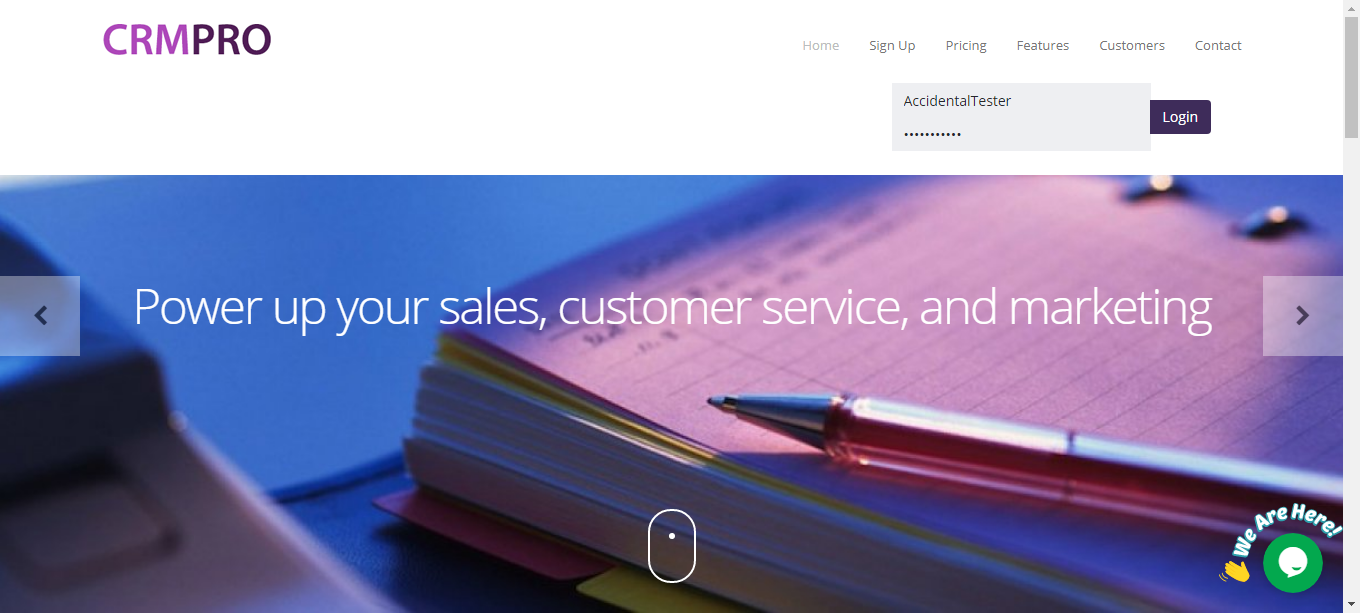 CRMPRO
Home Sign Up Pricing Features Customers Contact
AccidentalTester
•••••••••••
Login
Power up your sales, customer service, and marketing
We Are Here!